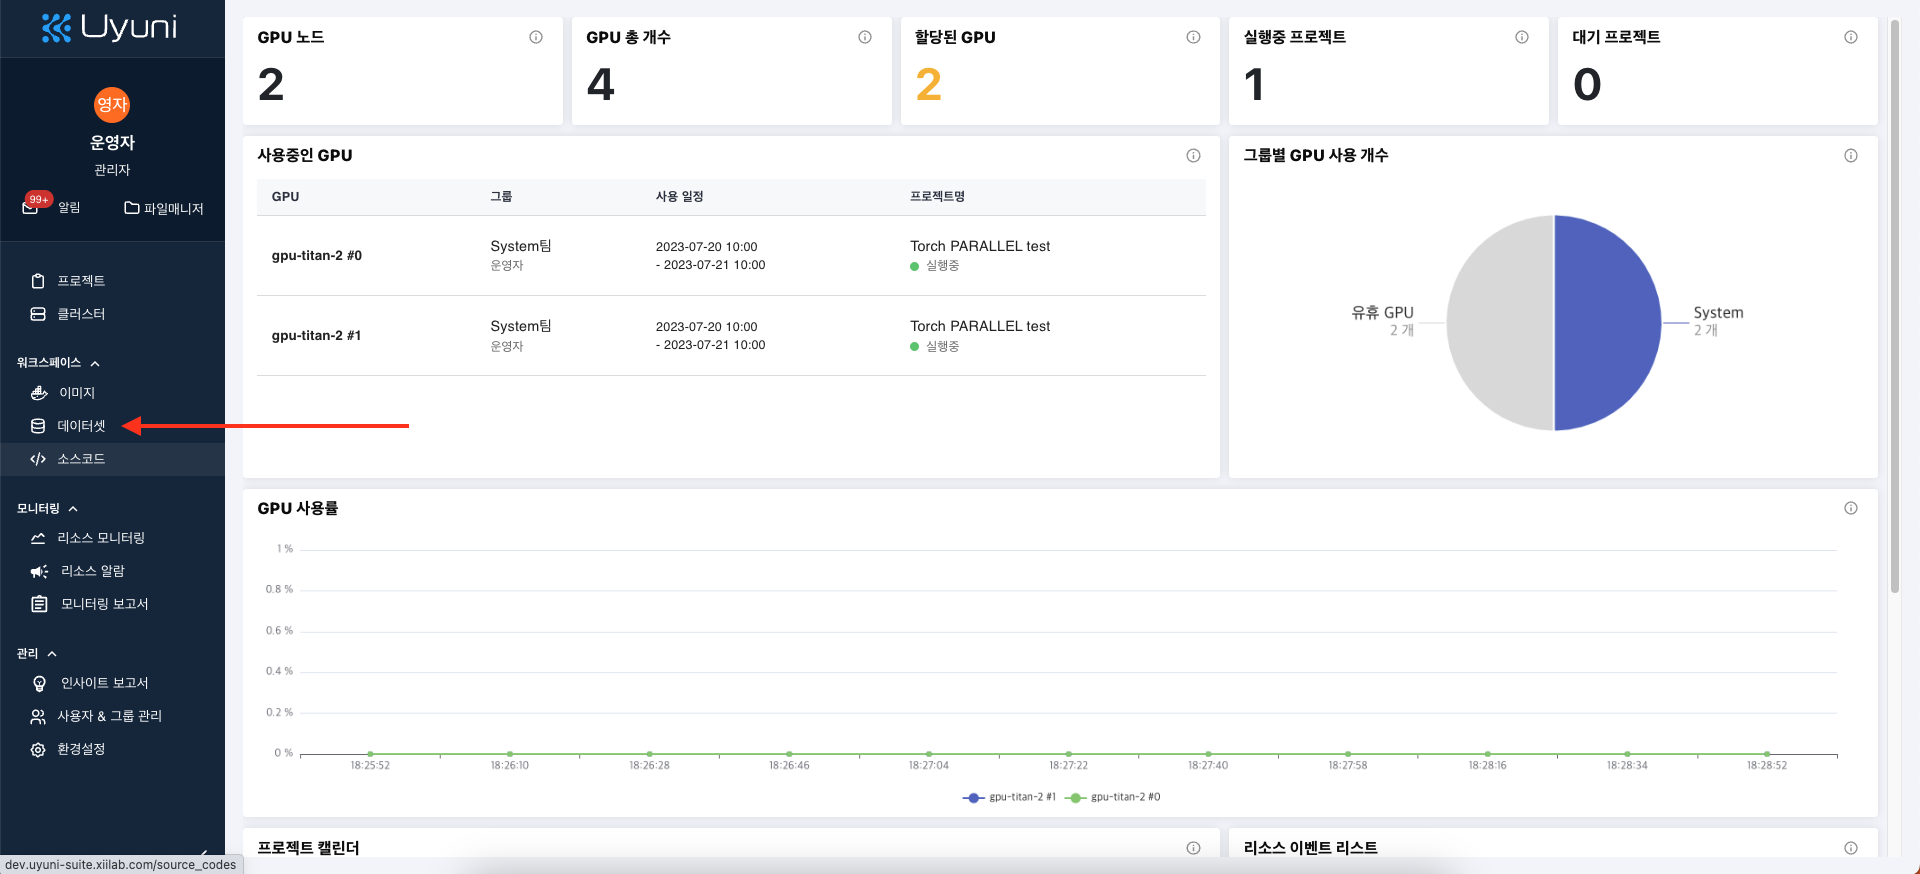 Uyuni
영자
운영자
관리자
99+
알림
파일매니저
프로젝트
클러스터
워크스페이스
이미지
데이터셋
소스코드
모니터링
리소스 모니터링
리소스 알람
모니터링 보고서
관리
인사이트 보고서
사용자 & 그룹 관리
환경설정
dev.uyuni-suite.xiilab.com/source_codes
GPU 노드
2
GPU 총 개수
4
할당된 GPU
2
실행중 프로젝트
1
대기 프로젝트
0
사용중인 GPU
GPU 그룹 사용 일정 프로젝트명
gpu-titan-2 #0
System팀
운영자
2023-07-20 10:00
- 2023-07-21 10:00
Torch PARALLEL test
실행중
gpu-titan-2 #1
System팀
운영자
2023-07-20 10:00
- 2023-07-21 10:00
Torch PARALLEL test
실행중
그룹별 GPU 사용 개수
유휴 GPU
2 개
System
2 개
GPU 사용률
1 %
0.8 %
0.6 %
0.4 %
0.2 %
0 %
18:25:52 18:26:10 18:26:28 18:26:46 18:27:04 18:27:22 18:27:40 18:27:58 18:28:16 18:28:34 18:28:52
gpu-titan-2 #1 gpu-titan-2 #0
프로젝트 캘린더
리소스 이벤트 리스트